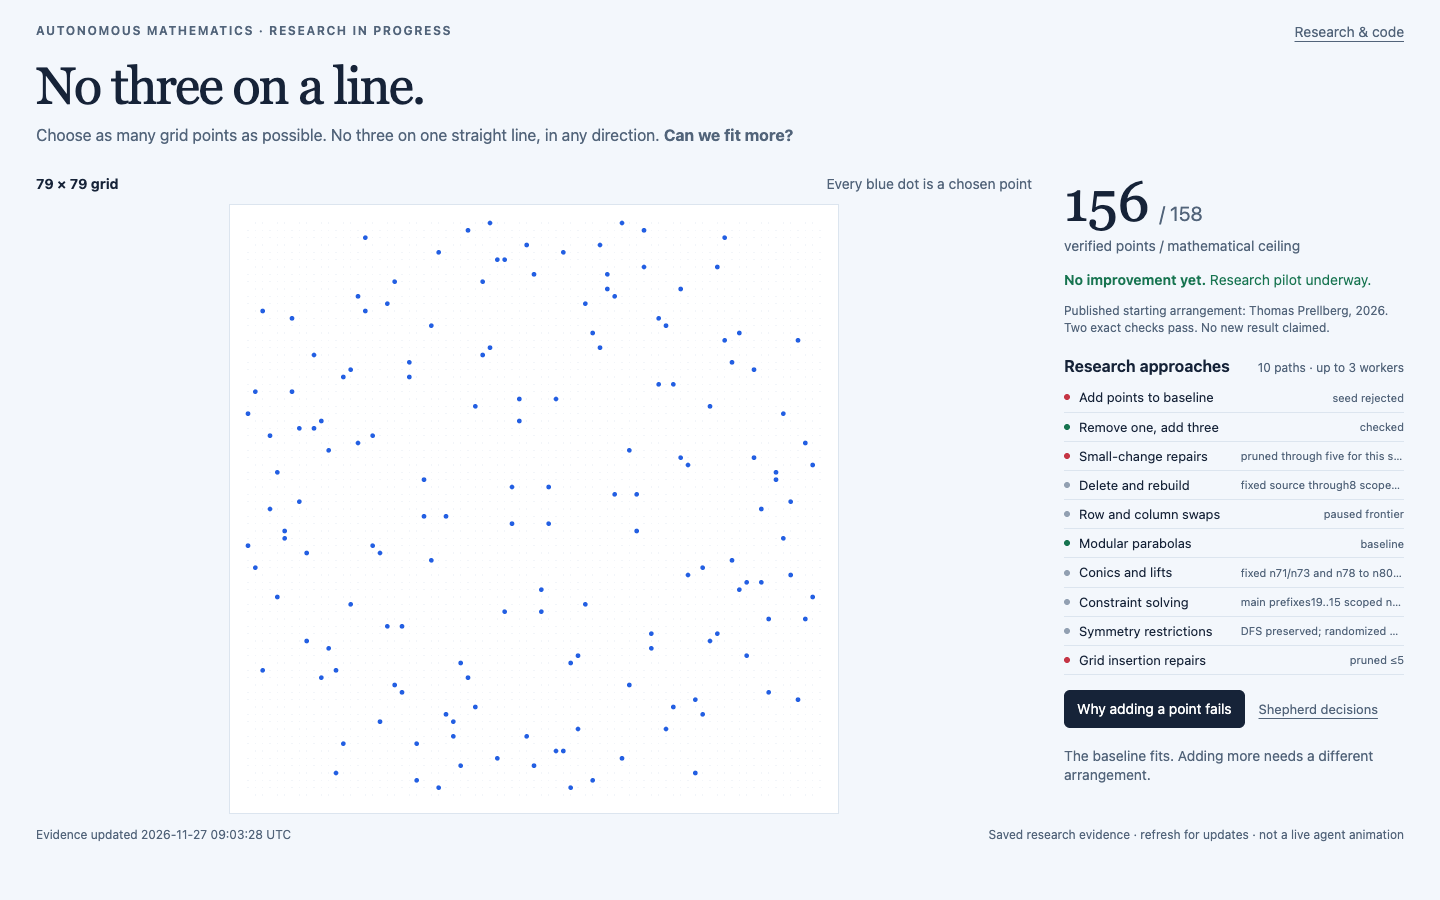 AUTONOMOUS MATHEMATICS · RESEARCH IN PROGRESS
Research & code
No three on a line.
Choose as many grid points as possible. No three on one straight line, in any direction. Can we fit more?
79 × 79 grid
Every blue dot is a chosen point
156 / 158
verified points / mathematical ceiling
No improvement yet. Research pilot underway.
Published starting arrangement: Thomas Prellberg, 2026.
Two exact checks pass. No new result claimed.
Research approaches
10 paths · up to 3 workers
Add points to baseline
seed rejected
Remove one, add three
checked
Small-change repairs
pruned through five for this s...
Delete and rebuild
fixed source through8 scope...
Row and column swaps
paused frontier
Modular parabolas
baseline
Conics and lifts
fixed n71/n73 and n78 to n80...
Constraint solving
main prefixes19..15 scoped n...
Symmetry restrictions
DFS preserved; randomized ...
Grid insertion repairs
pruned ≤5
Why adding a point fails
Shepherd decisions
The baseline fits. Adding more needs a different
arrangement.
Evidence updated 2026-11-27 09:03:28 UTC
Saved research evidence · refresh for updates · not a live agent animation